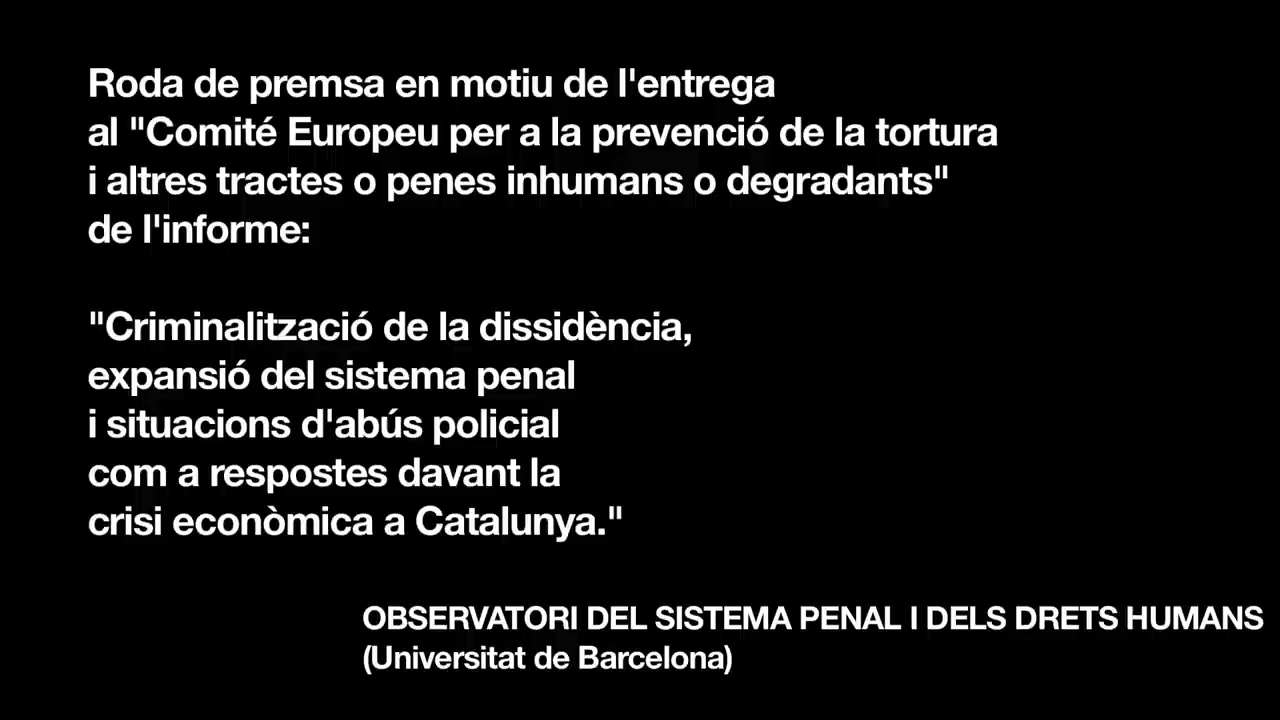 Roda de premsa en motiu de l'entrega
al "Comité Europeu per a la prevenció de la tortura
i altres tractes o penes inhumans o degradants"
de l'informe:
"Criminalització de la dissidència,
expansió del sistema penal
i situacions d'abús policial
com a respostes davant la
crisi econòmica a Catalunya."
OBSERVATORI DEL SISTEMA PENAL I DELS DRETS HUMANS
(Universitat de Barcelona)